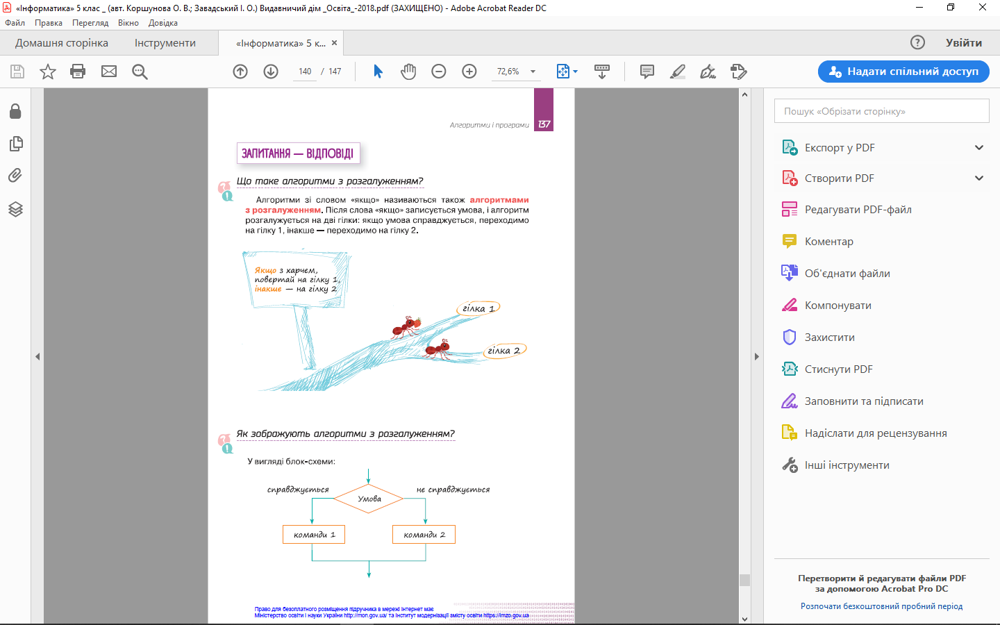 «Інформатика» 5 клас _ (авт. Коршунова О. В.; Завадський І. О.) Видавничий дім _Освіта_-2018.pdf (ЗАХИЩЕНО) - Adobe Acrobat Reader DC
Файл Правка Перегляд Вікно Довідка
Домашня сторінка Інструменти «Інформатика» 5 к... Увійти
140 / 147 72,6% Надати спільний доступ
Алгоритми і програми 137
ЗАПИТАННЯ — ВІДПОВІДІ
Що таке алгоритми з розгалуженням?
Алгоритми зі словом «якщо» називаються також алгоритмами
з розгалуженням. Після слова «якщо» записується умова, і алгоритм
розгалужується на дві гілки: якщо умова справджується, переходимо
на гілку 1, інакше — переходимо на гілку 2.
Якщо з харчем,
повертай на гілку 1,
інакше — на гілку 2
гілка 1
гілка 2
Як зображують алгоритми з розгалуженням?
У вигляді блок-схеми:
справджується не справджується
Умова
команди 1 команди 2
Право для безоплатного розміщення підручника в мережі Інтернет має
Міністерство освіти і науки України http://mon.gov.ua/ та Інститут модернізації змісту освіти https://imzo.gov.ua
Пошук «Обрізати сторінку»
Експорт у PDF
Створити PDF
Редагувати PDF-файл
Коментар
Об'єднати файли
Компонувати
Захистити
Стиснути PDF
Заповнити та підписати
Надіслати для рецензування
Інші інструменти
Перетворити й редагувати файли PDF
за допомогою Acrobat Pro DC
Розпочати безкоштовний пробний період